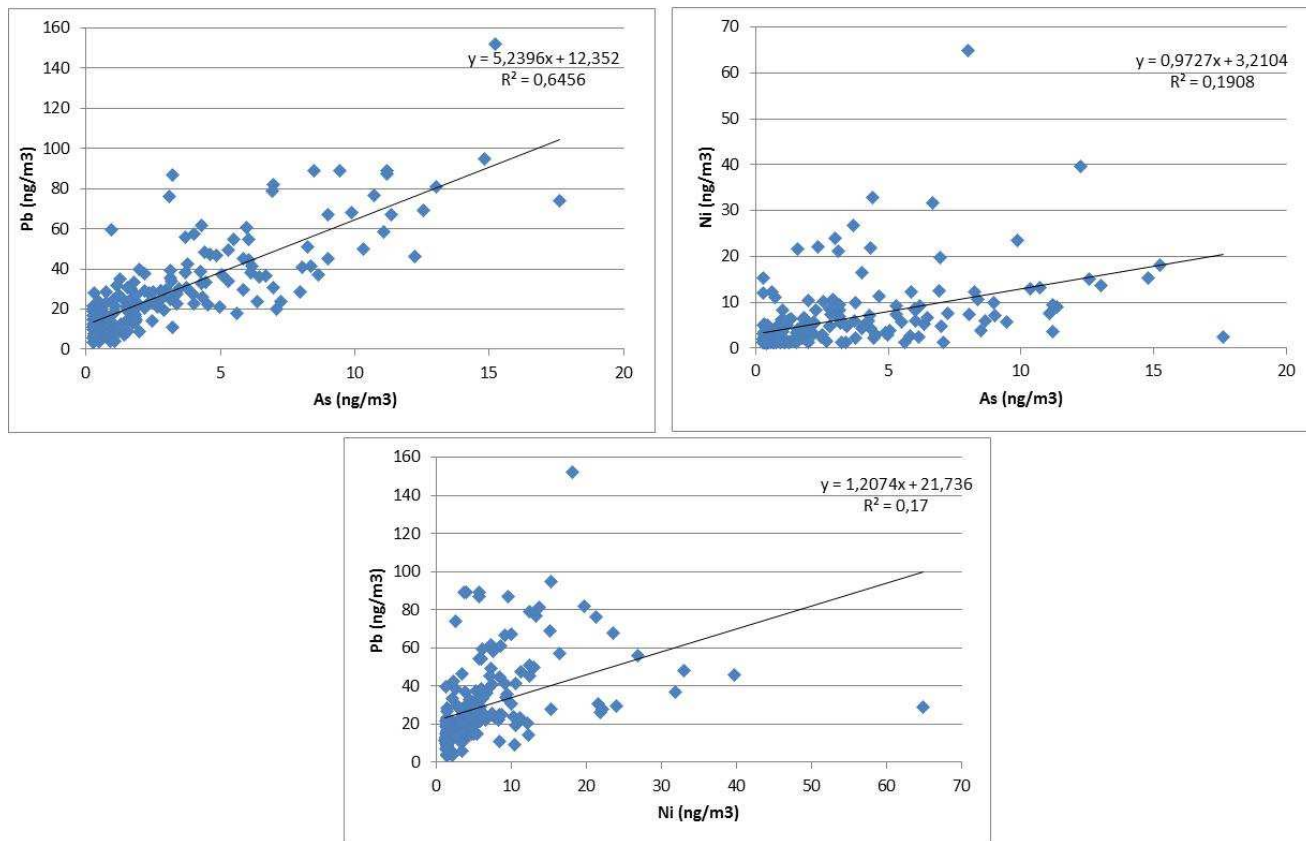 160
140
120
100
80
60
40
20
0
Pb (ng/m3)
y = 5,2396x + 12,352
R² = 0,6456
0 5 10 15 20
As (ng/m3)
70
60
50
40
30
20
10
0
Ni (ng/m3)
y = 0,9727x + 3,2104
R² = 0,1908
0 5 10 15 20
As (ng/m3)
160
140
120
100
80
60
40
20
0
Pb (ng/m3)
y = 1,2074x + 21,736
R² = 0,17
0 10 20 30 40 50 60 70
Ni (ng/m3)